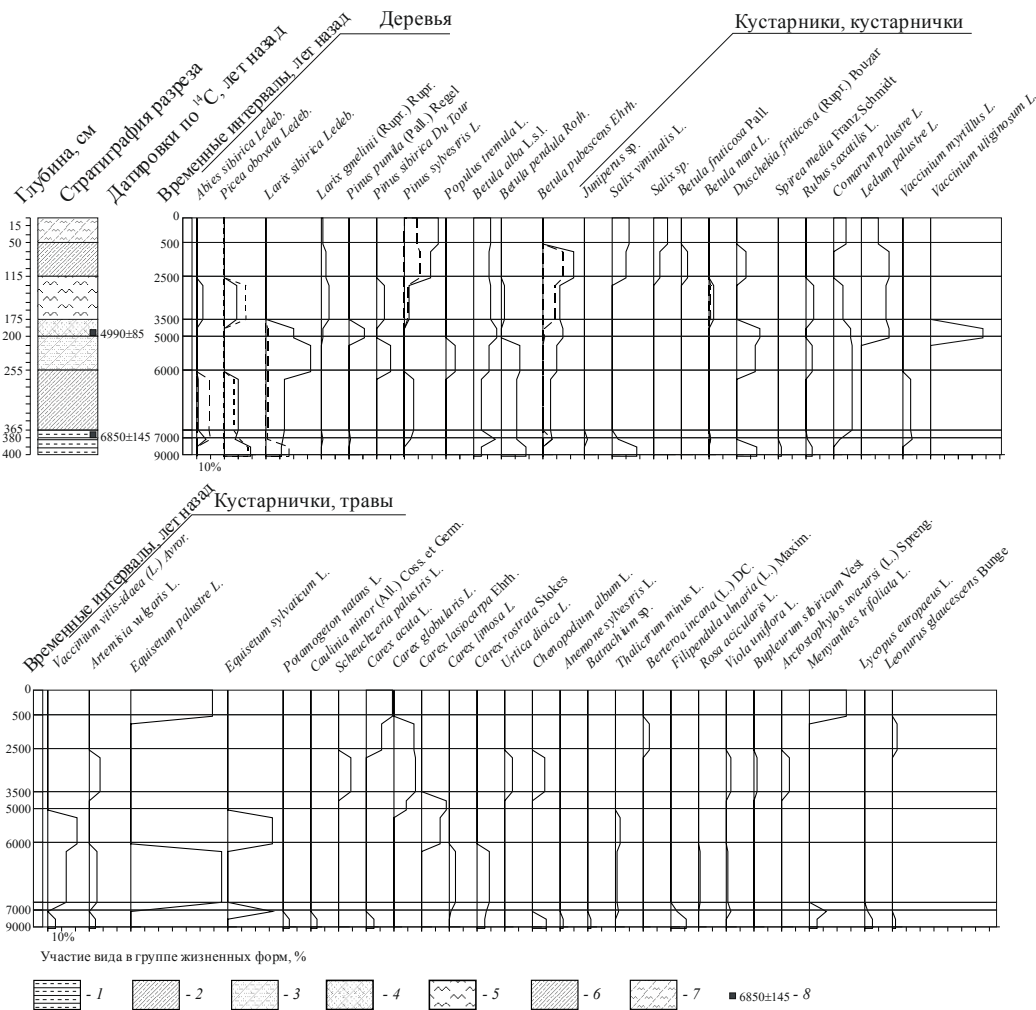 Деревья
Кустарники, кустарнички
Глубина, см
Стратиграфия разреза
Датировки по ¹⁴C, лет назад
Временные интервалы, лет назад
Abies sibirica Ledeb.
Picea obovata Ledeb.
Larix sibirica Ledeb.
Larix gmelinii (Rupr.) Rupr.
Pinus pumila (Pall.) Regel
Pinus sibirica Du Tour
Pinus sylvestris L.
Populus tremula L.
Betula alba L.s.l.
Betula pendula Roth.
Betula pubescens Ehrh.
Juniperus sp.
Salix viminalis L.
Salix sp.
Betula fruticosa Pall.
Betula nana L.
Duschekia fruticosa (Rupr.) Pouzar
Spiraea media Franz Schmidt
Rubus saxatilis L.
Comarum palustre L.
Ledum palustre L.
Vaccinium myrtillus L.
Vaccinium uliginosum L.
15
50
115
175
200
255
365
380
400
4990±85
6850±145
0
500
2500
3500
5000
6000
7000
9000
10%
Кустарнички, травы
Временные интервалы, лет назад
Vaccinium vitis-idaea (L.) Avror.
Artemisia vulgaris L.
Equisetum palustre L.
Equisetum sylvaticum L.
Potamogeton natans L.
Caulinia minor (All.) Coss. et Germ.
Scheuchzeria palustris L.
Carex acuta L.
Carex globularis L.
Carex lasiocarpa Ehrh.
Carex limosa L.
Carex rostrata Stokes
Urtica dioica L.
Chenopodium album L.
Anemone sylvestris L.
Batrachium sp.
Thalictrum minus L.
Berteroa incana (L.) DC.
Filipendula ulmaria (L.) Maxim.
Rosa acicularis L.
Viola uniflora L.
Bupleurum sibiricum Vest
Arctostophylos uva-ursi (L.) Spreng.
Menyanthes trifoliata L.
Lycopus europaeus L.
Leonurus glaucescens Bunge
0
500
2500
3500
5000
6000
7000
9000
10%
Участие вида в группе жизненных форм, %
- 1
- 2
- 3
- 4
- 5
- 6
- 7
6850±145 - 8